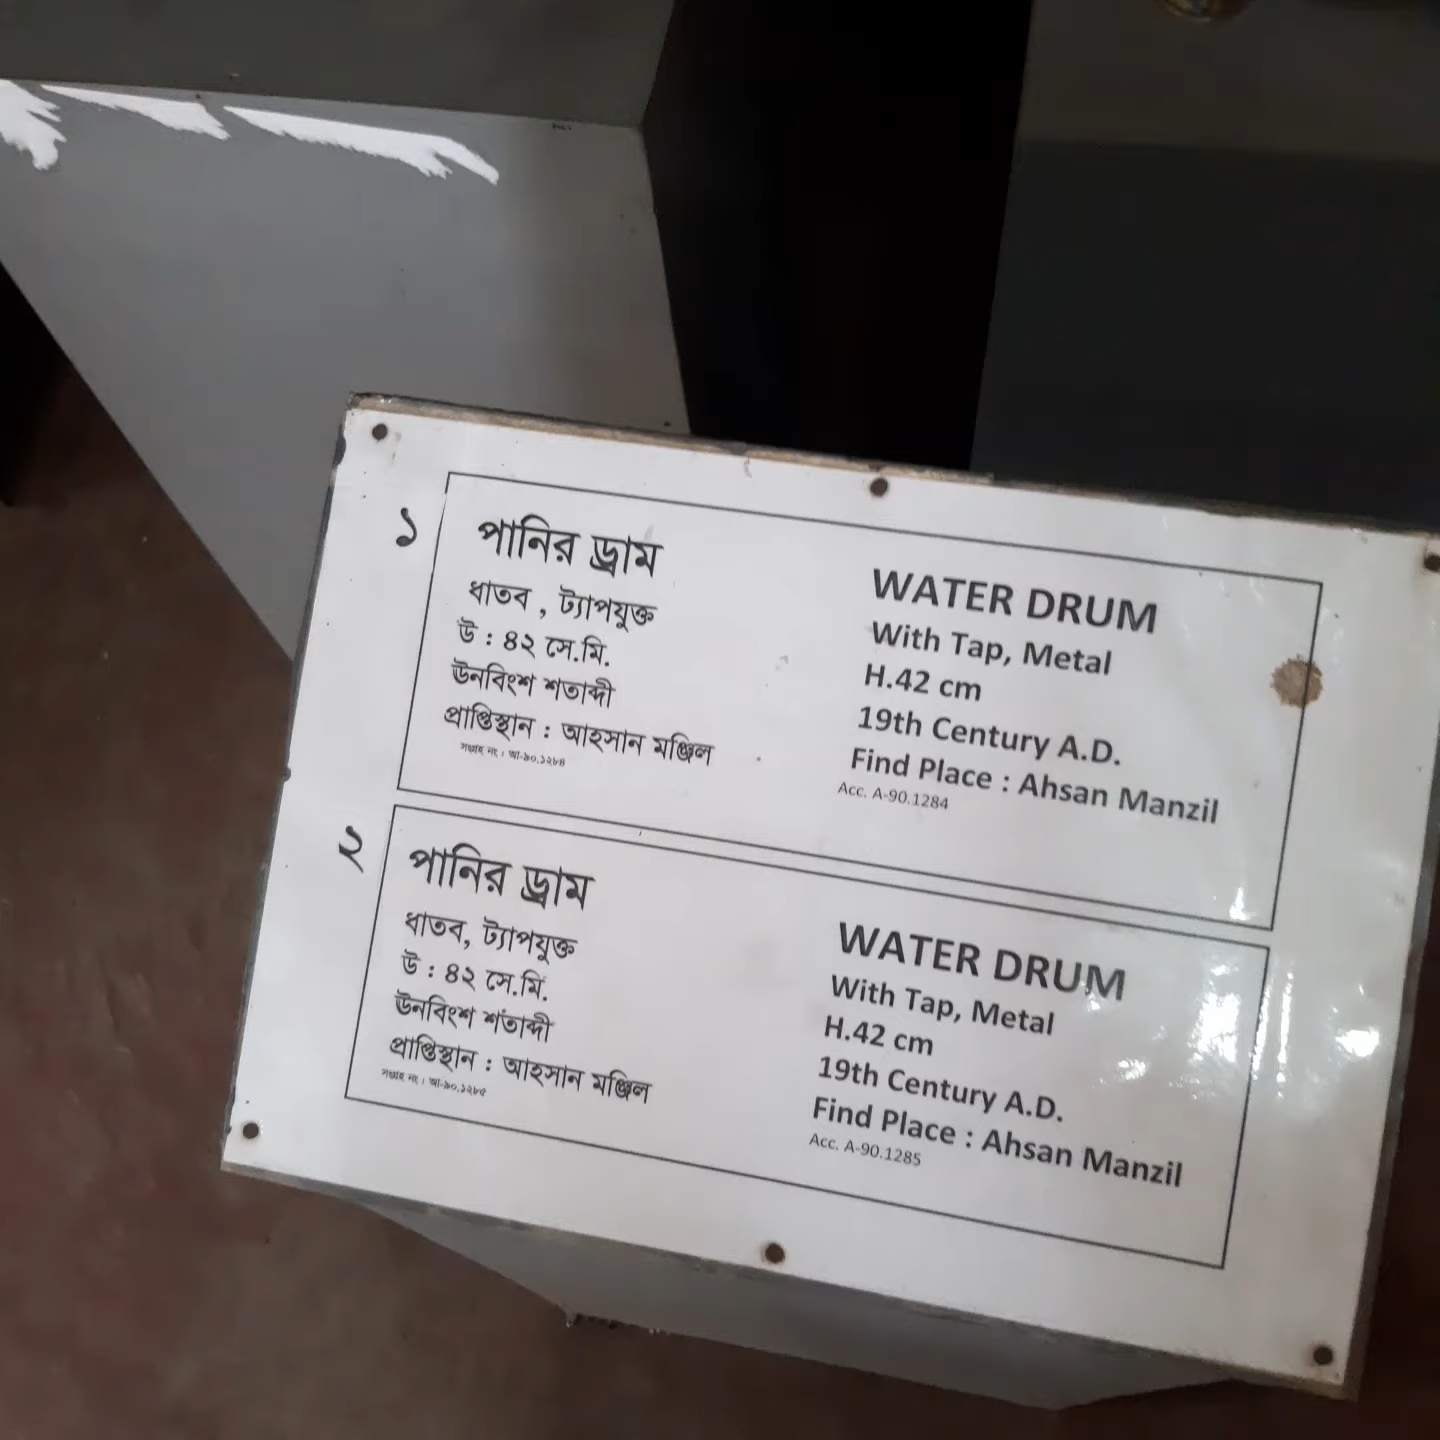 ১
পানির ড্রাম
ধাতব , ট্যাপযুক্ত
উ : ৪২ সে.মি.
ঊনবিংশ শতাব্দী
প্রাপ্তিস্থান : আহসান মঞ্জিল
সংগ্রহ নং : আ-৯০.১২৮৪
WATER DRUM
With Tap, Metal
H.42 cm
19th Century A.D.
Find Place : Ahsan Manzil
Acc. A-90.1284
২
পানির ড্রাম
ধাতব, ট্যাপযুক্ত
উ : ৪২ সে.মি.
ঊনবিংশ শতাব্দী
প্রাপ্তিস্থান : আহসান মঞ্জিল
সংগ্রহ নং : আ-৯০.১২৮৫
WATER DRUM
With Tap, Metal
H.42 cm
19th Century A.D.
Find Place : Ahsan Manzil
Acc. A-90.1285